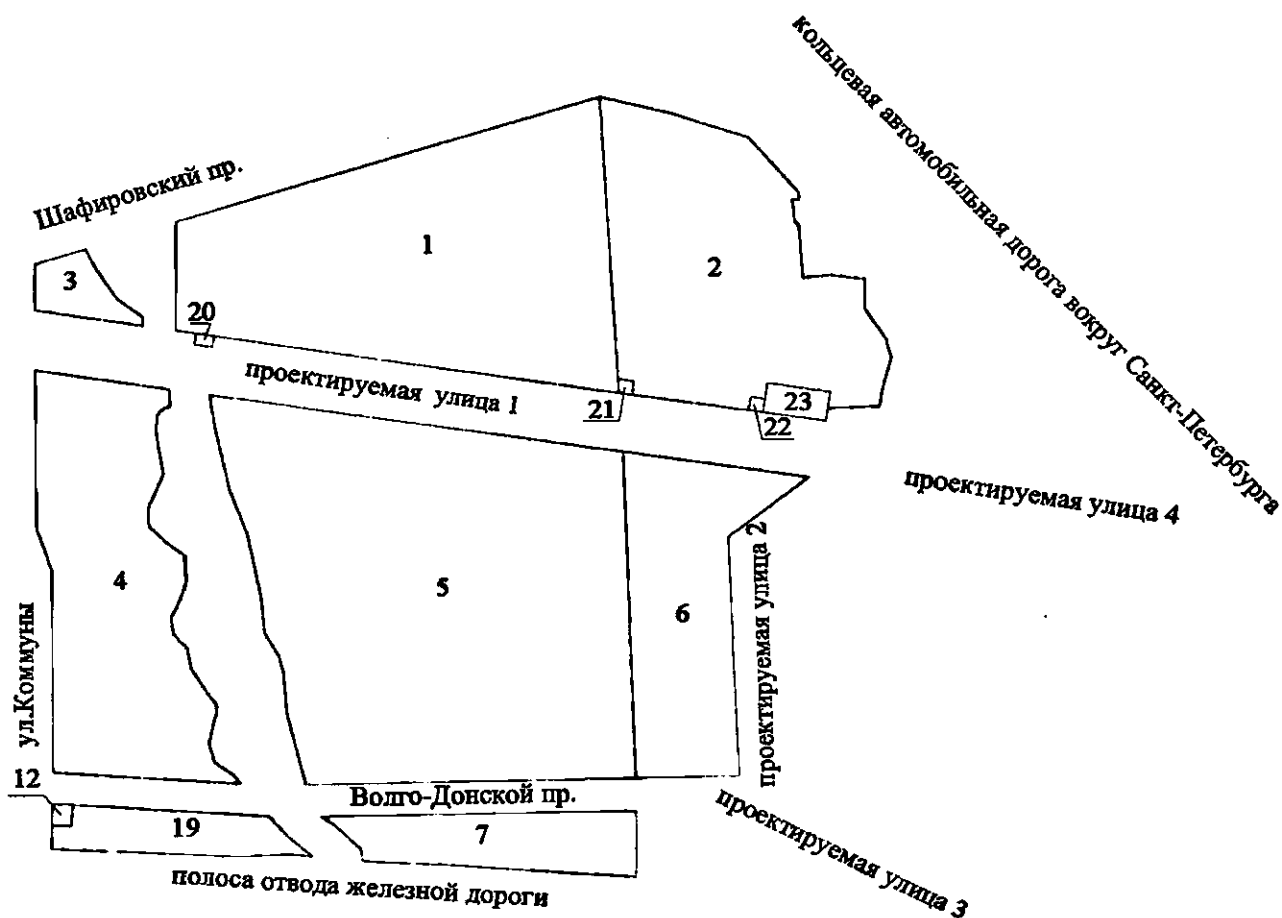 кольцевая автомобильная дорога вокруг Санкт-Петербурга
Шафировский пр.
1
2
3
20
проектируемая улица 1
21
22
23
проектируемая улица 4
4
5
6
проектируемая улица 2
ул.Коммуны
12
Волго-Донской пр.
19
7
проектируемая улица 3
полоса отвода железной дороги